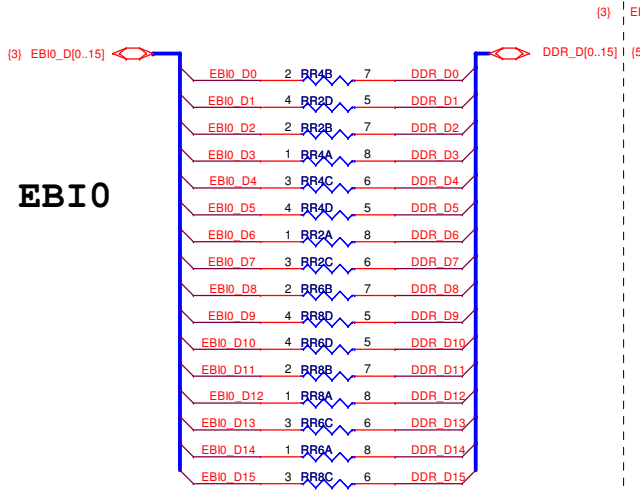 {3} EI
{3} EBI0_D[0..15] DDR_D[0..15] {5
EBI0_D0 2 RR4B 7 DDR_D0
EBI0_D1 4 RR2D 5 DDR_D1
EBI0_D2 2 RR2B 7 DDR_D2
EBI0_D3 1 RR4A 8 DDR_D3
EBI0_D4 3 RR4C 6 DDR_D4
EBI0
EBI0_D5 4 RR4D 5 DDR_D5
EBI0_D6 1 RR2A 8 DDR_D6
EBI0_D7 3 RR2C 6 DDR_D7
EBI0_D8 2 RR6B 7 DDR_D8
EBI0_D9 4 RR8D 5 DDR_D9
EBI0_D10 4 RR6D 5 DDR_D10
EBI0_D11 2 RR8B 7 DDR_D11
EBI0_D12 1 RR8A 8 DDR_D12
EBI0_D13 3 RR6C 6 DDR_D13
EBI0_D14 1 RR6A 8 DDR_D14
EBI0_D15 3 RR8C 6 DDR_D15